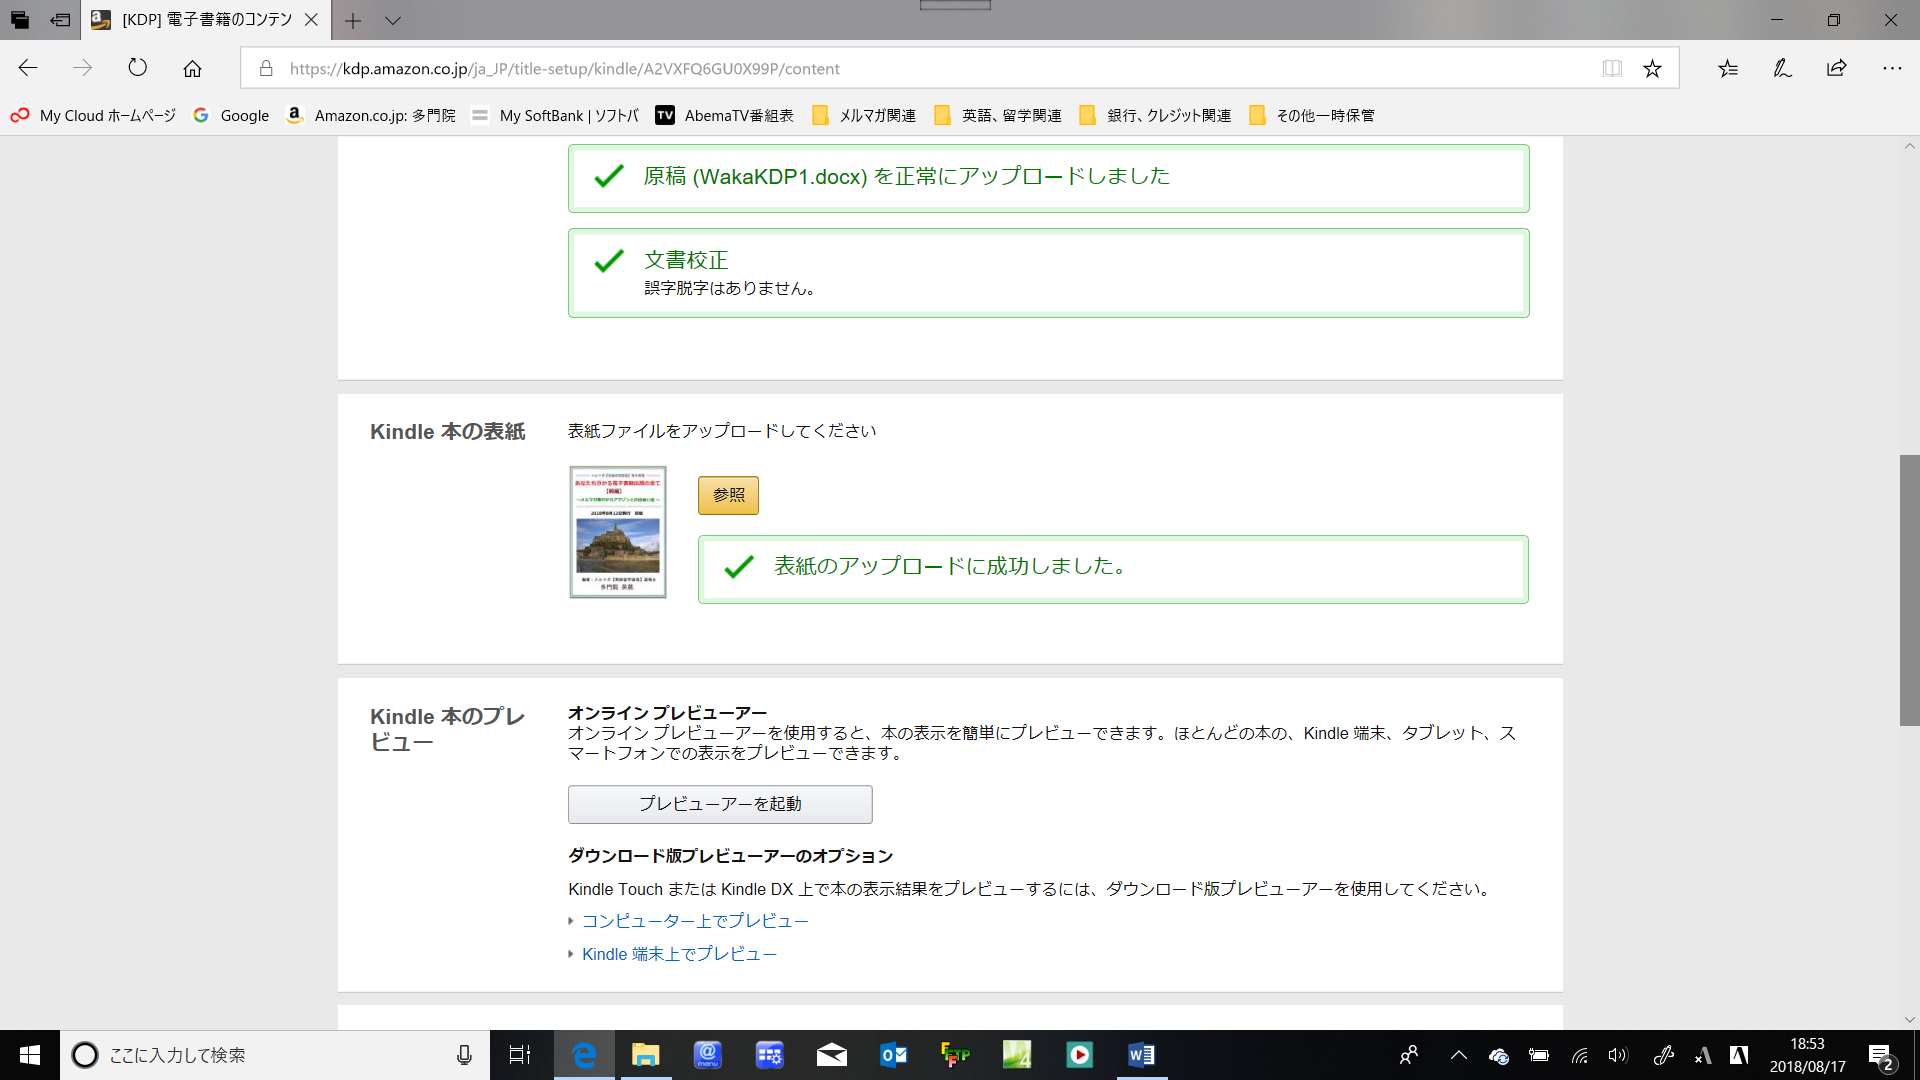 [KDP] 電子書籍のコンテン
https://kdp.amazon.co.jp/ja_JP/title-setup/kindle/A2VXFQ6GU0X99P/content
My Cloud ホームページ
Google
Amazon.co.jp: 多門院
My SoftBank | ソフトバ
TV
AbemaTV番組表
メルマガ関連
英語、留学関連
銀行、クレジット関連
その他一時保管
原稿 (WakaKDP1.docx) を正常にアップロードしました
文書校正
誤字脱字はありません。
Kindle 本の表紙
表紙ファイルをアップロードしてください
あなたも分かる電子書籍出版の全て
参照
表紙のアップロードに成功しました。
Kindle 本のプレ
ビュー
オンライン プレビューアー
オンライン プレビューアーを使用すると、本の表示を簡単にプレビューできます。ほとんどの本の、Kindle 端末、タブレット、ス
マートフォンでの表示をプレビューできます。
プレビューアーを起動
ダウンロード版プレビューアーのオプション
Kindle Touch または Kindle DX 上で本の表示結果をプレビューするには、ダウンロード版プレビューアーを使用してください。
コンピューター上でプレビュー
Kindle 端末上でプレビュー
ここに入力して検索
18:53
2018/08/17
2